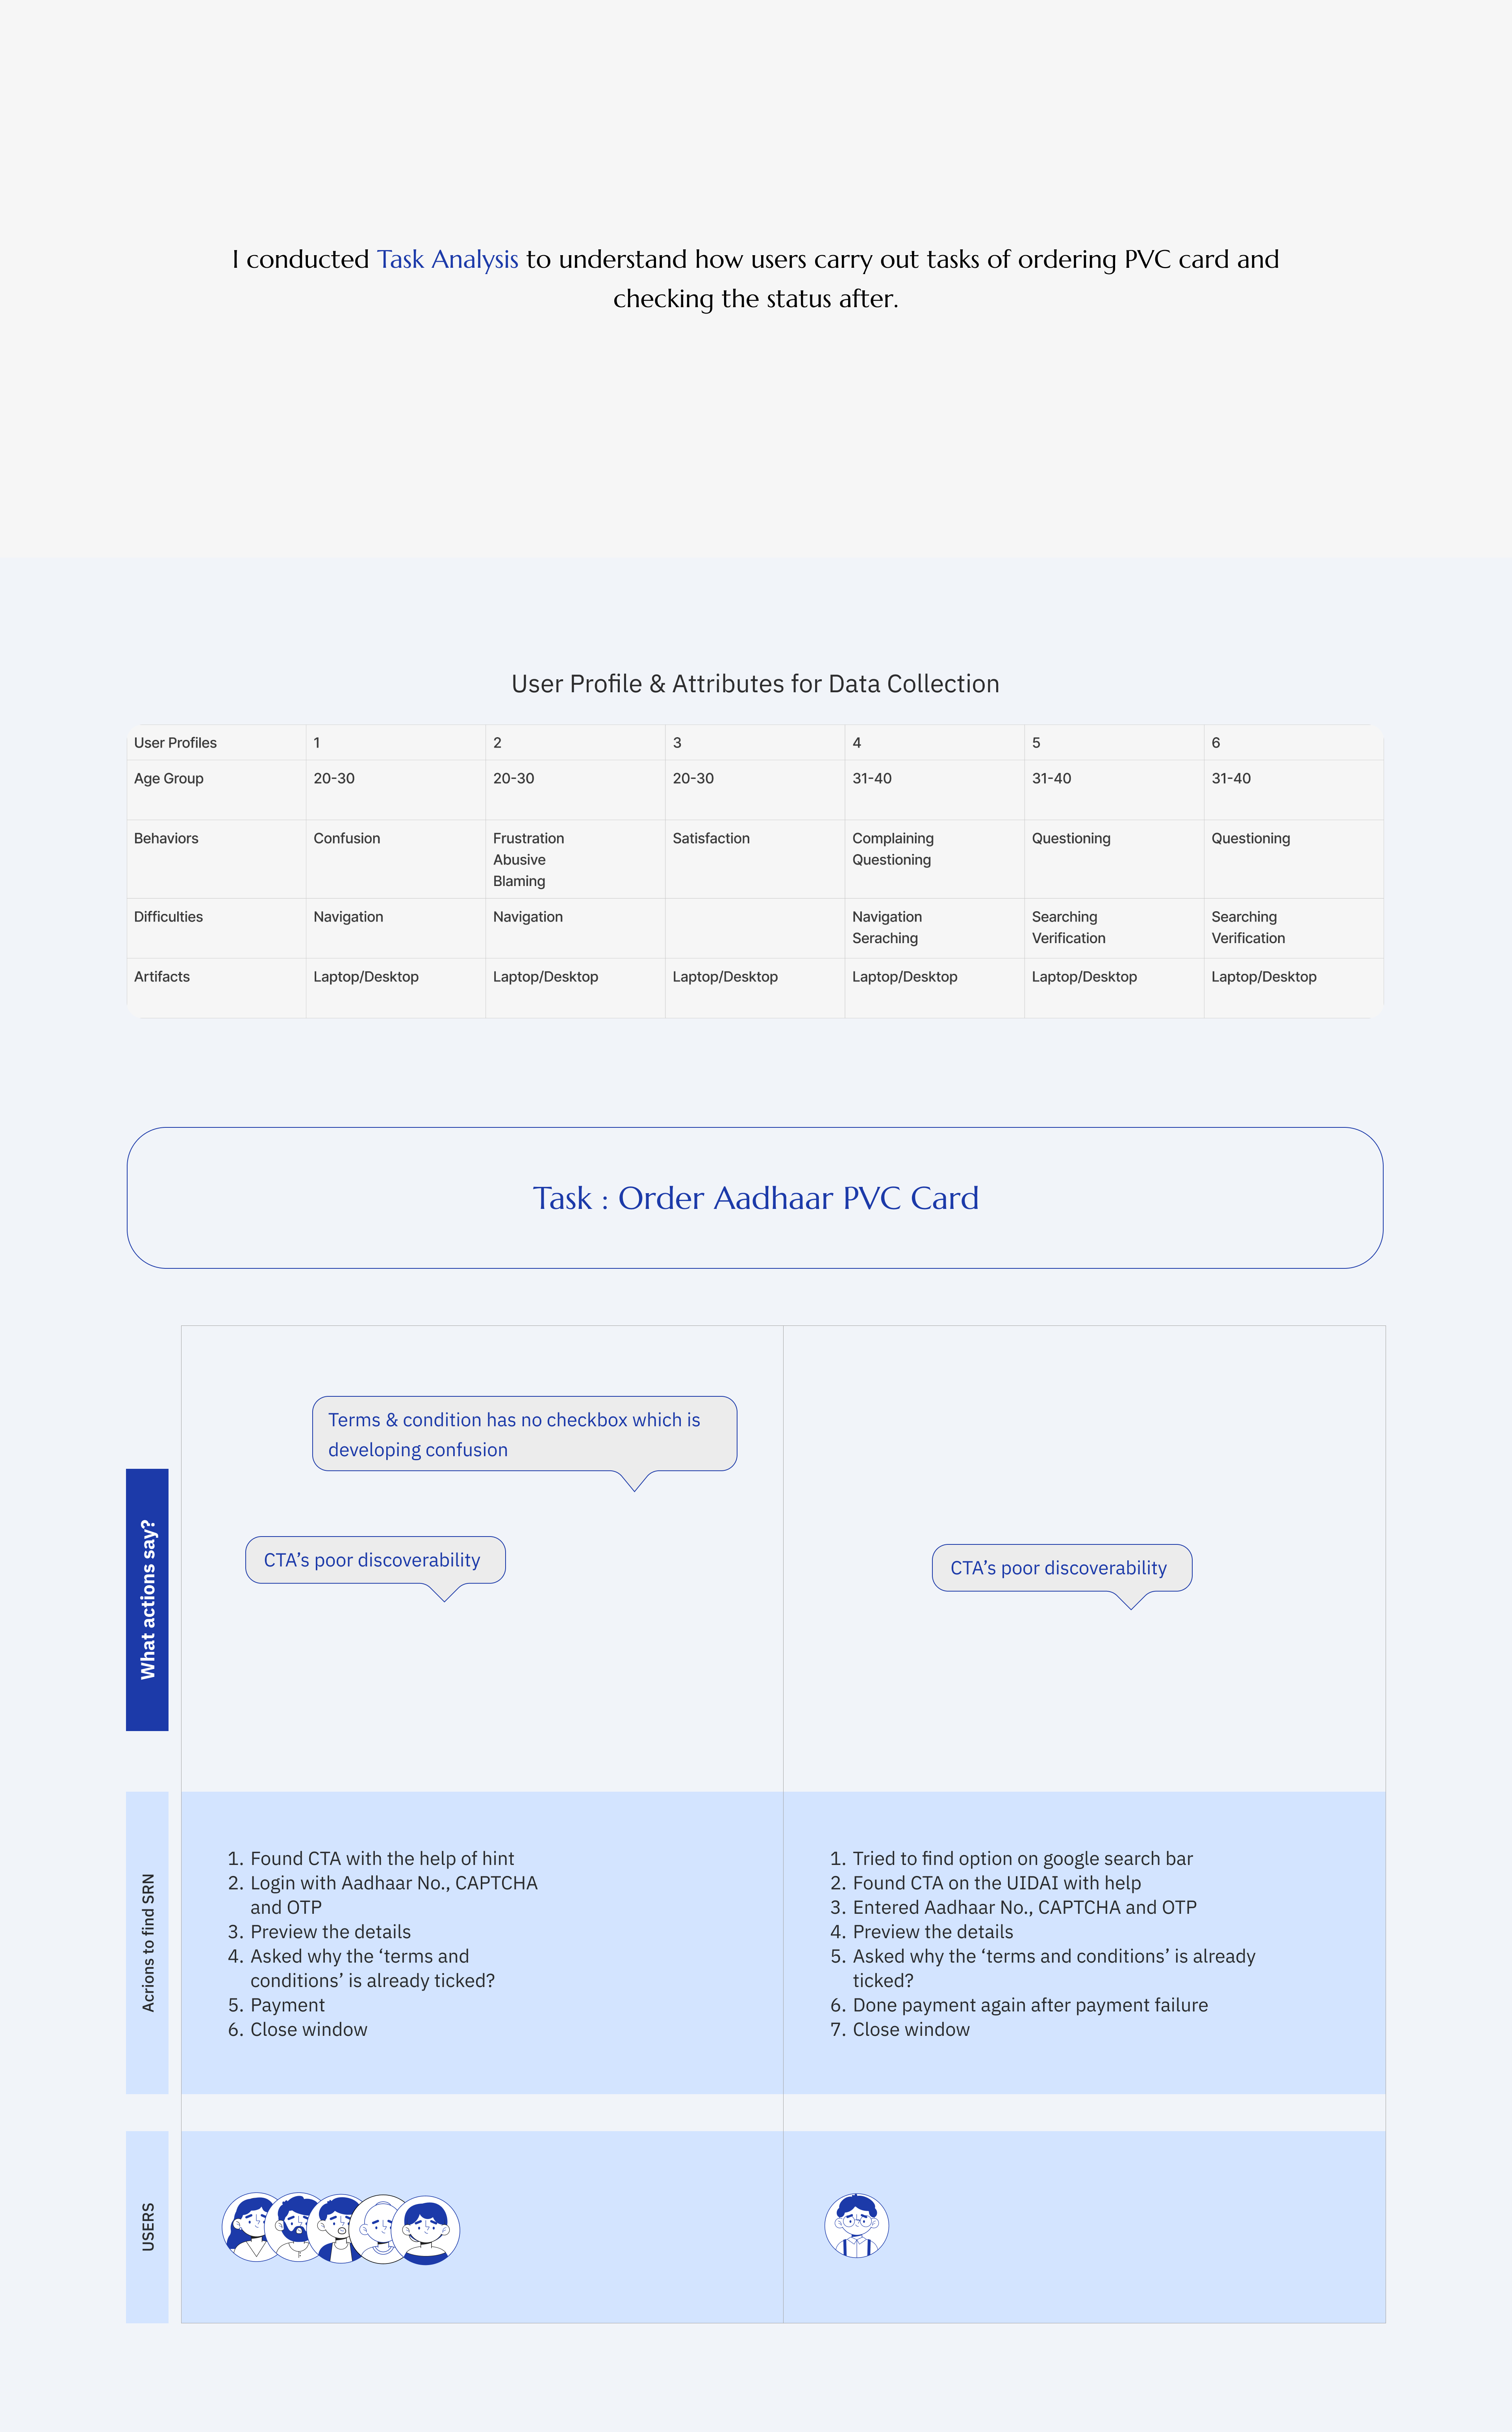 I conducted Task Analysis to understand how users carry out tasks of ordering PVC card and
checking the status after.
User Profile & Attributes for Data Collection
User Profiles 1 2 3 4 5 6
Age Group 20-30 20-30 20-30 31-40 31-40 31-40
Behaviors Confusion Frustration Satisfaction Complaining Questioning Questioning
Abusive Questioning
Blaming
Difficulties Navigation Navigation Navigation Searching Searching
Seraching Verification Verification
Artifacts Laptop/Desktop Laptop/Desktop Laptop/Desktop Laptop/Desktop Laptop/Desktop Laptop/Desktop
Task : Order Aadhaar PVC Card
What actions say?
Terms & condition has no checkbox which is
developing confusion
CTA’s poor discoverability
CTA’s poor discoverability
Acrions to find SRN
1. Found CTA with the help of hint
2. Login with Aadhaar No., CAPTCHA
and OTP
3. Preview the details
4. Asked why the ‘terms and
conditions’ is already ticked?
5. Payment
6. Close window
1. Tried to find option on google search bar
2. Found CTA on the UIDAI with help
3. Entered Aadhaar No., CAPTCHA and OTP
4. Preview the details
5. Asked why the ‘terms and conditions’ is already
ticked?
6. Done payment again after payment failure
7. Close window
USERS